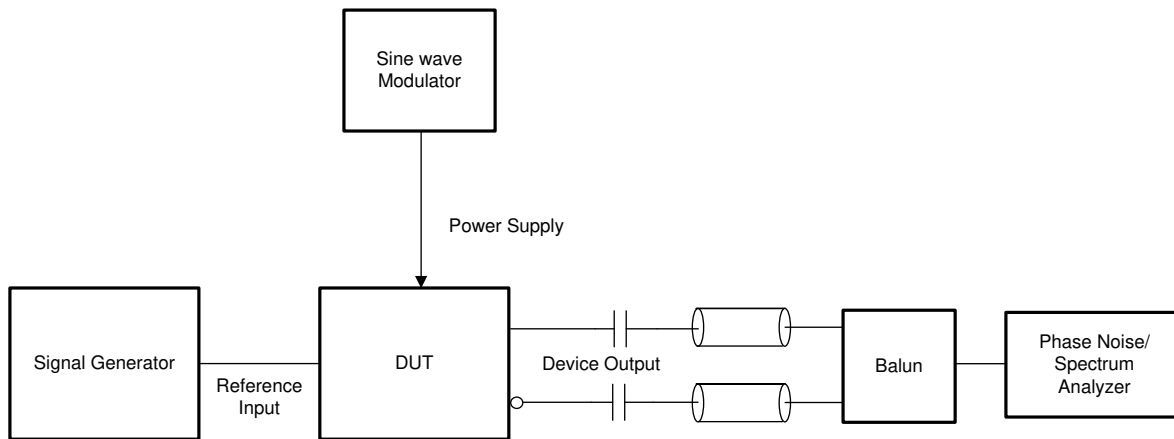 Sine wave
Modulator
Power Supply
Signal Generator
Reference
Input
DUT
Device Output
Balun
Phase Noise/
Spectrum
Analyzer